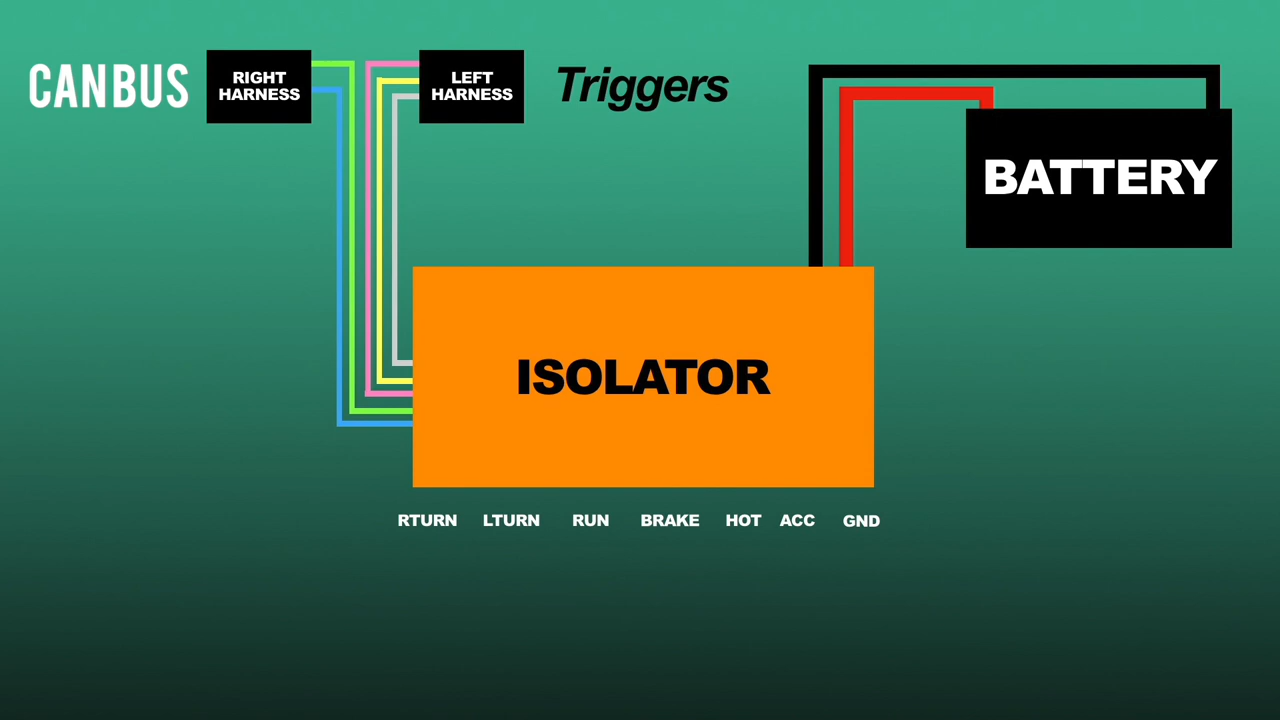 CANBUS
RIGHT
HARNESS
LEFT
HARNESS
Triggers
BATTERY
ISOLATOR
RTURN LTURN RUN BRAKE HOT ACC GND